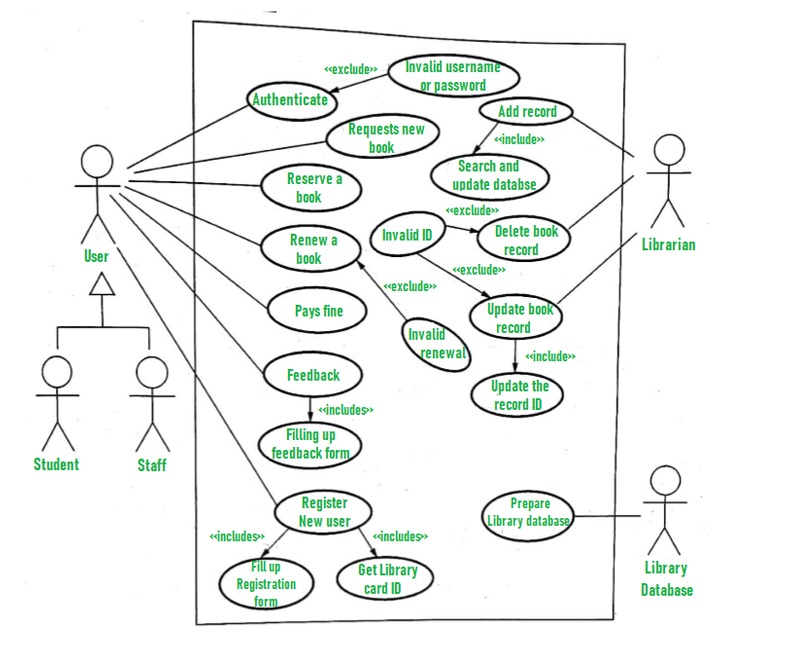 <<exclude>>
Invalid username
or password
Authenticate
Add record
Requests new
book
<<include>>
Search and
update databse
Reserve a
book
<<exclude>>
Invalid ID
Delete book
record
User
Librarian
Renew a
book
<<exclude>>
<<exclude>>
Pays fine
Update book
record
Invalid
renewal
<<include>>
Feedback
Update the
record ID
<<includes>>
Filling up
feedback form
Student
Staff
Register
New user
Prepare
Library database
<<includes>>
<<includes>>
Fill up
Registration
form
Get Library
card ID
Library
Database